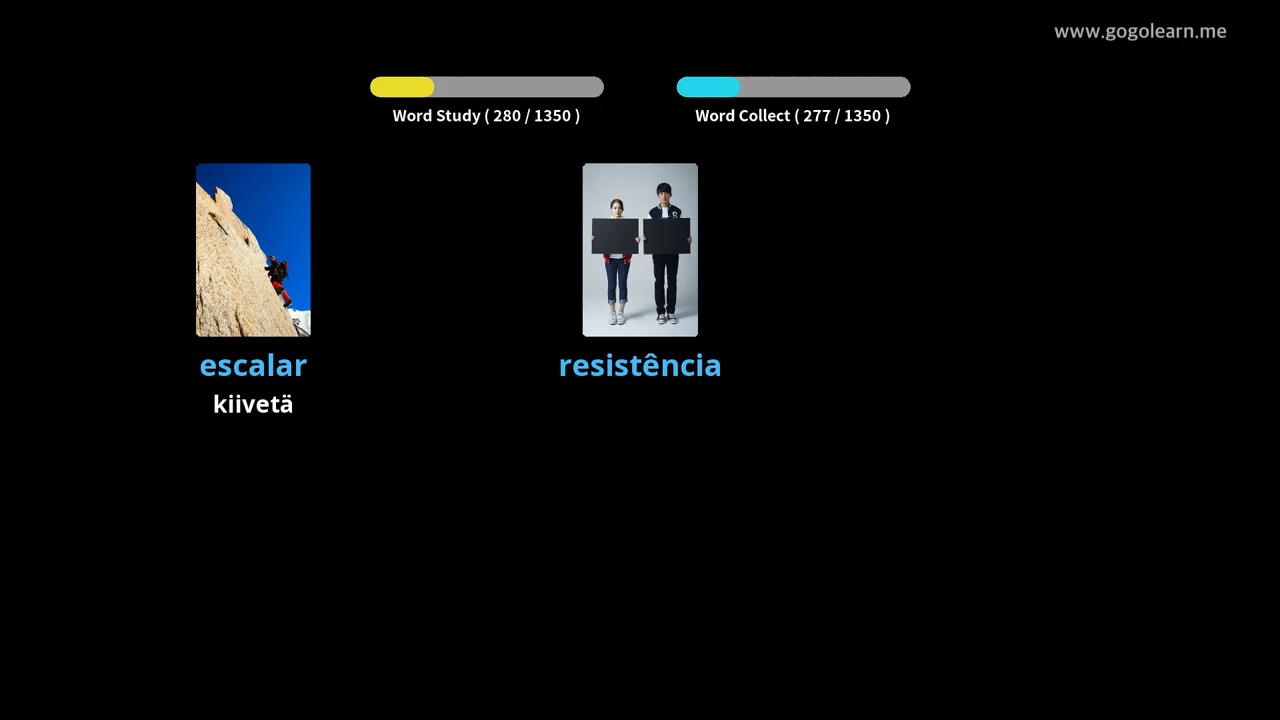 www.gogolearn.me
Word Study ( 280 / 1350 )
Word Collect ( 277 / 1350 )
escalar
resistência
kiivetä